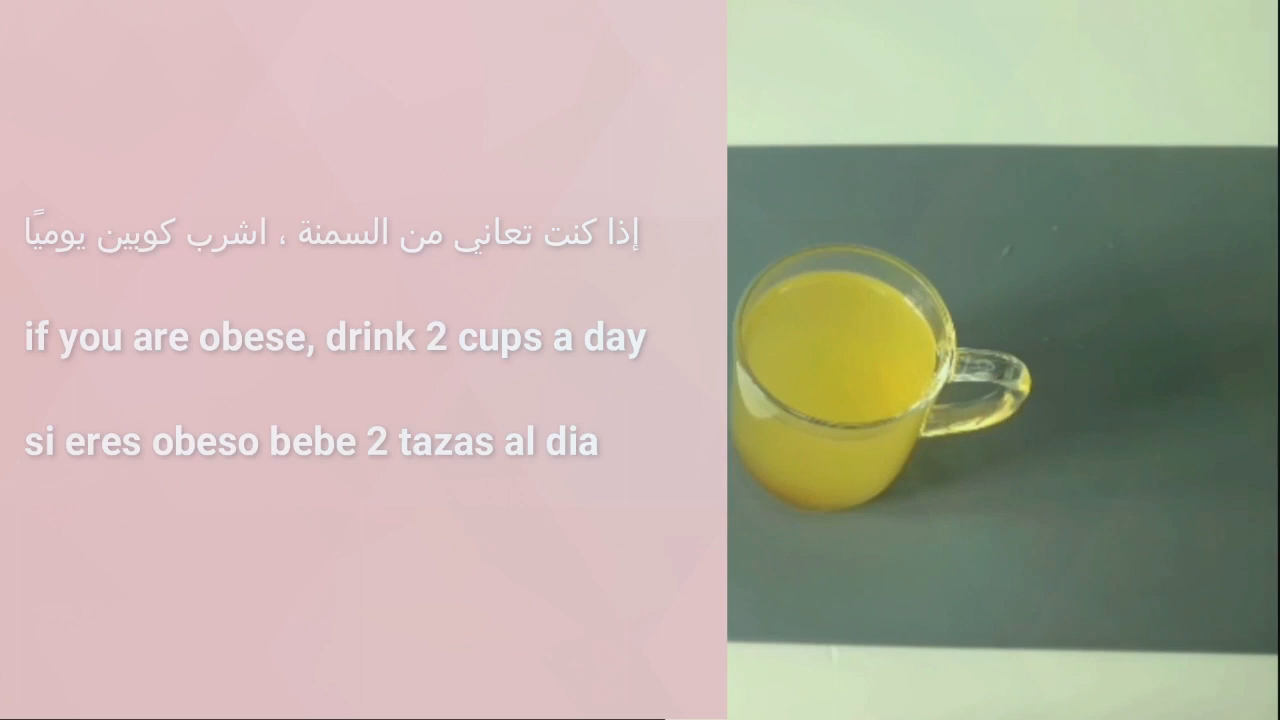 إذا كنت تعاني من السمنة ، اشرب كوبين يوميًا
if you are obese, drink 2 cups a day
si eres obeso bebe 2 tazas al dia